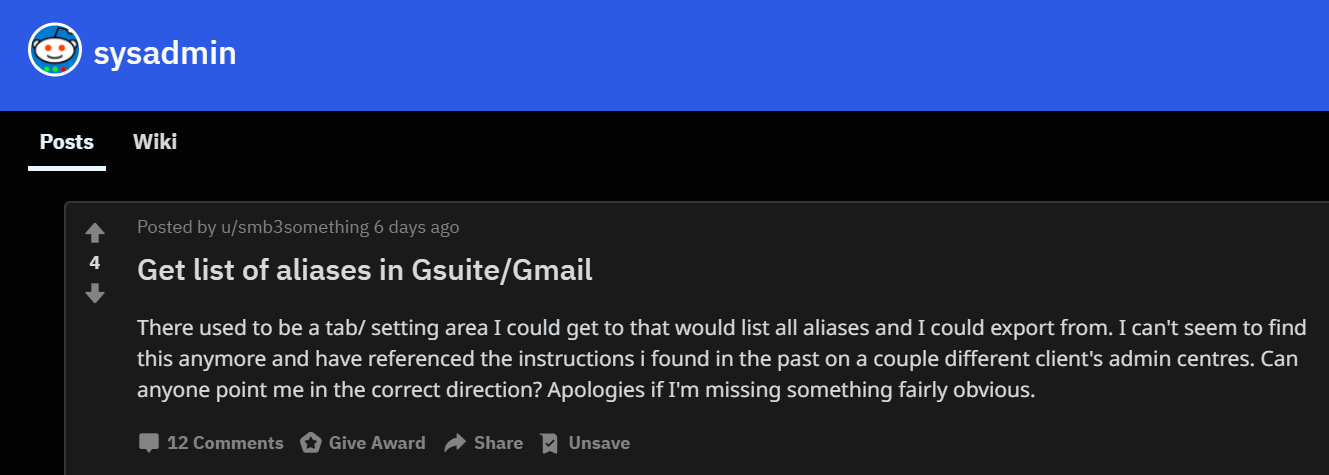 sysadmin
Posts
Wiki
Posted by u/smb3something 6 days ago
4
Get list of aliases in Gsuite/Gmail
There used to be a tab/ setting area I could get to that would list all aliases and I could export from. I can't seem to find
this anymore and have referenced the instructions i found in the past on a couple different client's admin centres. Can
anyone point me in the correct direction? Apologies if I'm missing something fairly obvious.
12 Comments Give Award Share Unsave